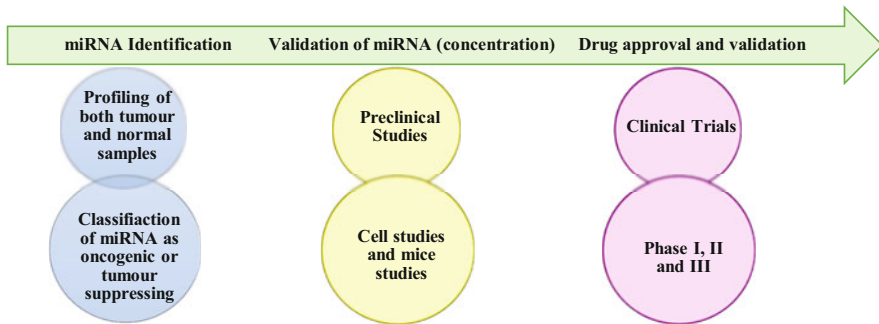 miRNA Identification
Validation of miRNA (concentration)
Drug approval and validation
Profiling of
both tumour
and normal
samples
Classifiaction
of miRNA as
oncogenic or
tumour
suppressing
Preclinical
Studies
Cell studies
and mice
studies
Clinical Trials
Phase I, II
and III